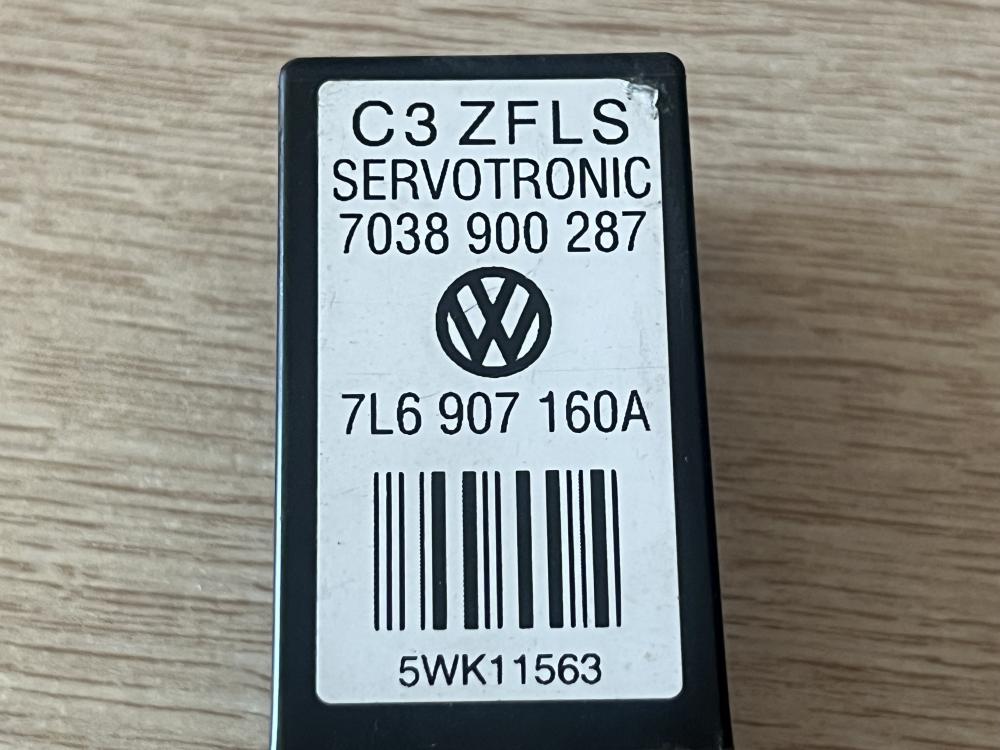 C3 ZFLS
SERVOTRONIC
7038 900 287
7L6 907 160A
5WK11563